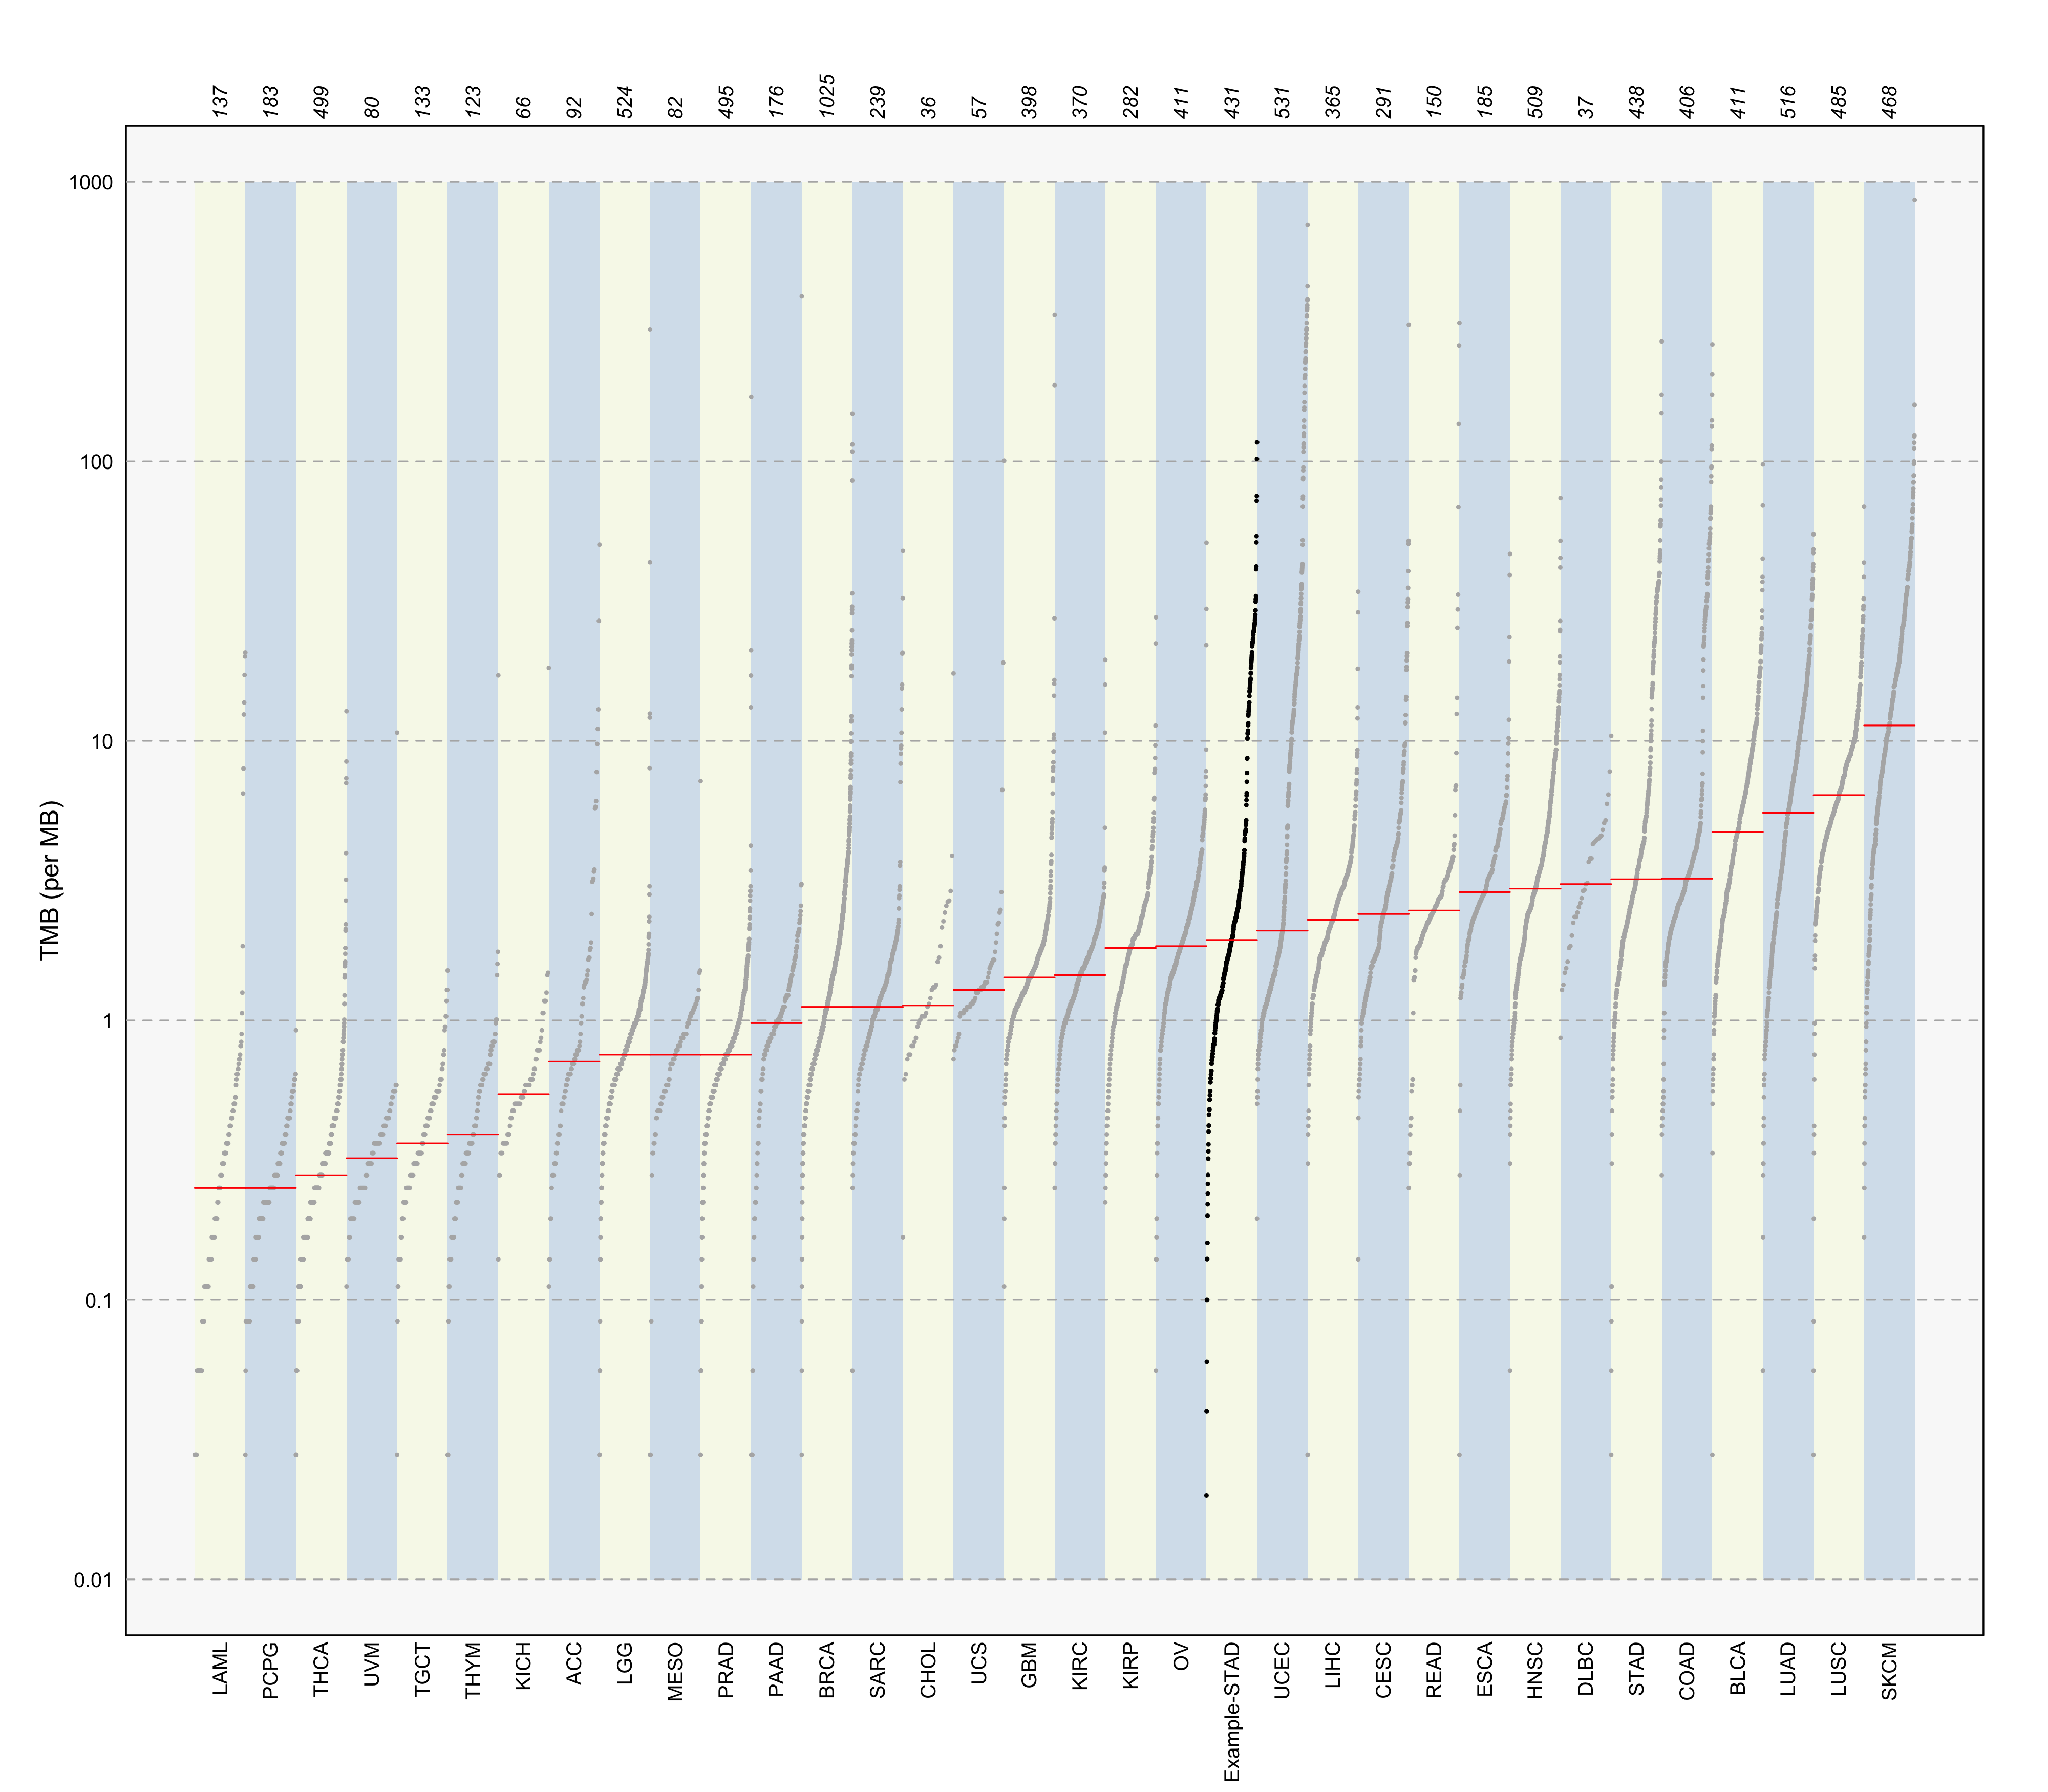 137 183 499 80 133 123 66 92 524 82 495 176 1025 239 36 57 398 370 282 411 431 531 365 291 150 185 509 37 438 406 411 516 485 468
1000
100
10
1
0.1
0.01
TMB (per MB)
LAML PCPG THCA UVM TGCT THYM KICH ACC LGG MESO PRAD PAAD BRCA SARC CHOL UCS GBM KIRC KIRP OV Example-STAD UCEC LIHC CESC READ ESCA HNSC DLBC STAD COAD BLCA LUAD LUSC SKCM